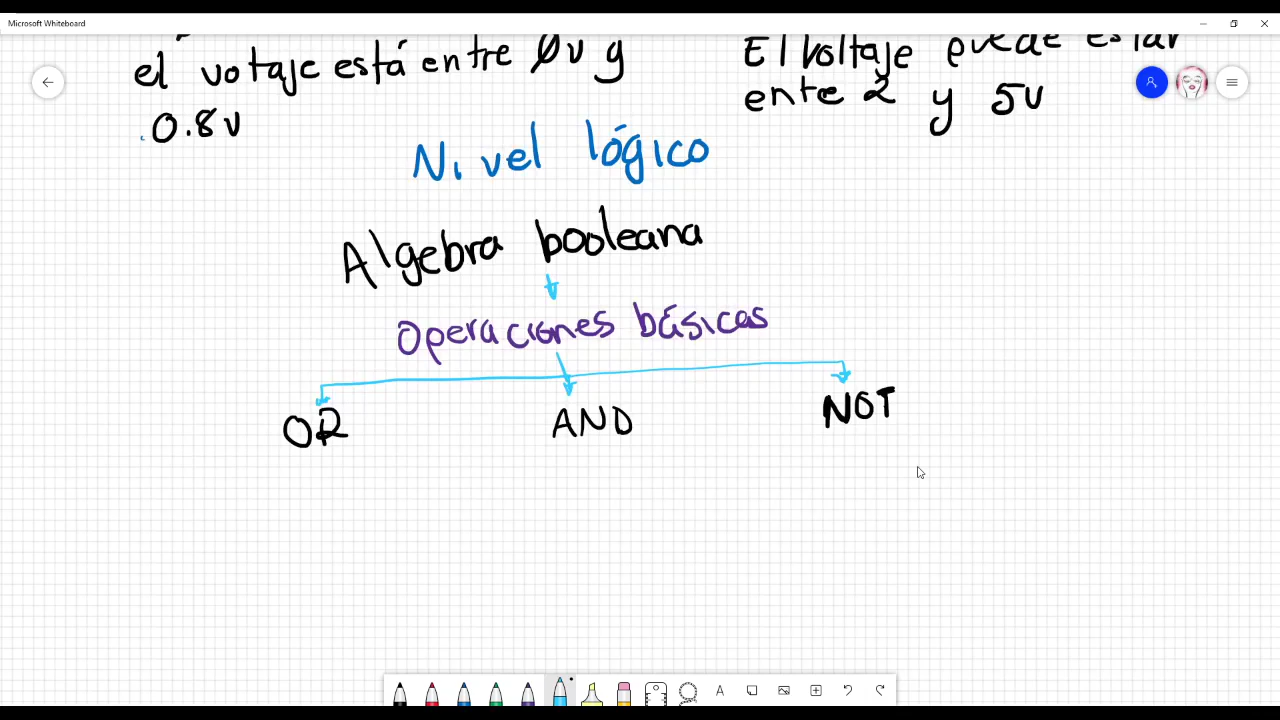 Microsoft Whiteboard
el votaje está entre 0v y
0.8v
El voltaje puede estar
entre 2 y 5v
Nivel lógico
Algebra booleana
Operaciones básicas
OR AND NOT
A